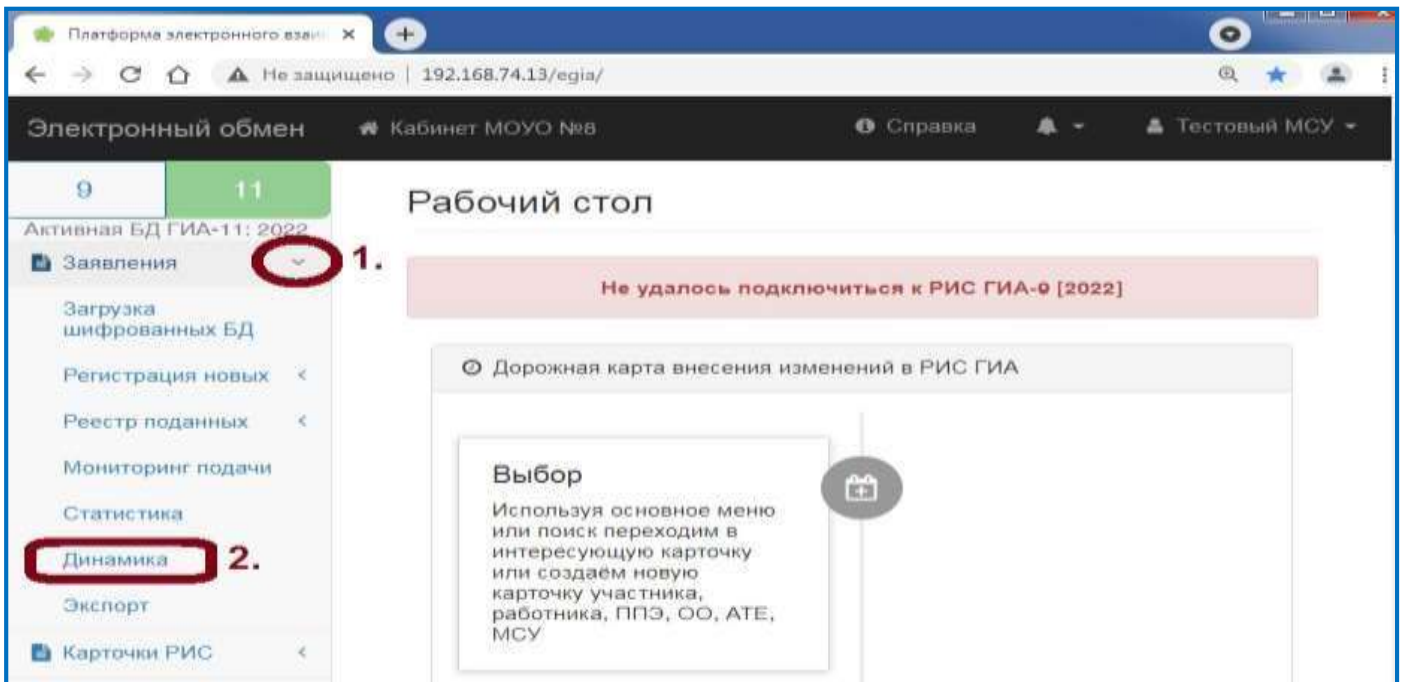 Платформа электронного взаи
Не защищено | 192.168.74.13/egia/
Электронный обмен
Кабинет МОУО №8
Справка
Тестовый МСУ
9
11
Активная БД ГИА-11: 2022
Заявления
1.
Загрузка
шифрованных БД
Регистрация новых
Реестр поданных
Мониторинг подачи
Статистика
Динамика
2.
Экспорт
Карточки РИС
Рабочий стол
Не удалось подключиться к РИС ГИА-9 [2022]
Дорожная карта внесения изменений в РИС ГИА
Выбор
Используя основное меню
или поиск переходим в
интересующую карточку
или создаём новую
карточку участника,
работника, ППЭ, ОО, АТЕ,
МСУ